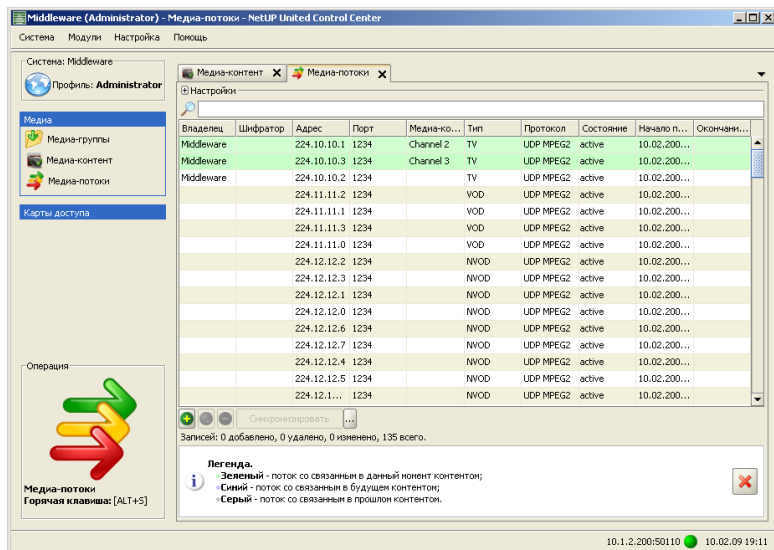 Middleware (Administrator) - Медиа-потоки - NetUP United Control Center
Система Модули Настройка Помощь
Система: Middleware
Профиль: Administrator
Медиа
Медиа-группы
Медиа-контент
Медиа-потоки
Карты доступа
Операция
Медиа-потоки
Горячая клавиша: [ALT+S]
Медиа-контент Медиа-потоки
Настройки
Владелец Шифратор Адрес Порт Медиа-ко... Тип Протокол Состояние Начало п... Окончани...
Middleware 224.10.10.1 1234 Channel 2 TV UDP MPEG2 active 10.02.200...
Middleware 224.10.10.3 1234 Channel 3 TV UDP MPEG2 active 10.02.200...
Middleware 224.10.10.2 1234 TV UDP MPEG2 active 10.02.200...
224.11.11.2 1234 VOD UDP MPEG2 active 10.02.200...
224.11.11.1 1234 VOD UDP MPEG2 active 10.02.200...
224.11.11.3 1234 VOD UDP MPEG2 active 10.02.200...
224.11.11.0 1234 VOD UDP MPEG2 active 10.02.200...
224.12.12.2 1234 NVOD UDP MPEG2 active 10.02.200...
224.12.12.3 1234 NVOD UDP MPEG2 active 10.02.200...
224.12.12.1 1234 NVOD UDP MPEG2 active 10.02.200...
224.12.12.0 1234 NVOD UDP MPEG2 active 10.02.200...
224.12.12.6 1234 NVOD UDP MPEG2 active 10.02.200...
224.12.12.7 1234 NVOD UDP MPEG2 active 10.02.200...
224.12.12.4 1234 NVOD UDP MPEG2 active 10.02.200...
224.12.12.5 1234 NVOD UDP MPEG2 active 10.02.200...
224.12.1... 1234 NVOD UDP MPEG2 active 10.02.200...
Синхронизировать ...
Записей: 0 добавлено, 0 удалено, 0 изменено, 135 всего.
Легенда.
Зеленый - поток со связанным в данный момент контентом;
Синий - поток со связанным в будущем контентом;
Серый - поток со связанным в прошлом контентом.
10.1.2.200:50110 10.02.09 19:11